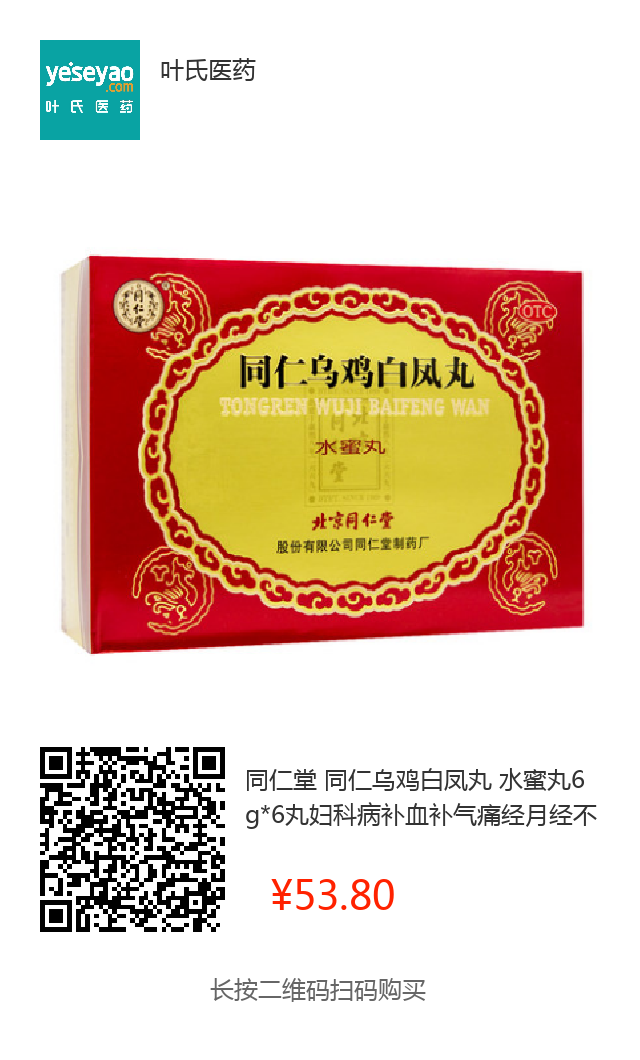 yeseyao
.com
叶氏医药
叶氏医药
同仁堂
OTC
同仁乌鸡白凤丸
TONGREN WUJI BAIFENG WAN
水蜜丸
北京同仁堂
股份有限公司同仁堂制药厂
同仁堂 同仁乌鸡白凤丸 水蜜丸6
g*6丸妇科病补血补气痛经月经不
¥53.80
长按二维码扫码购买